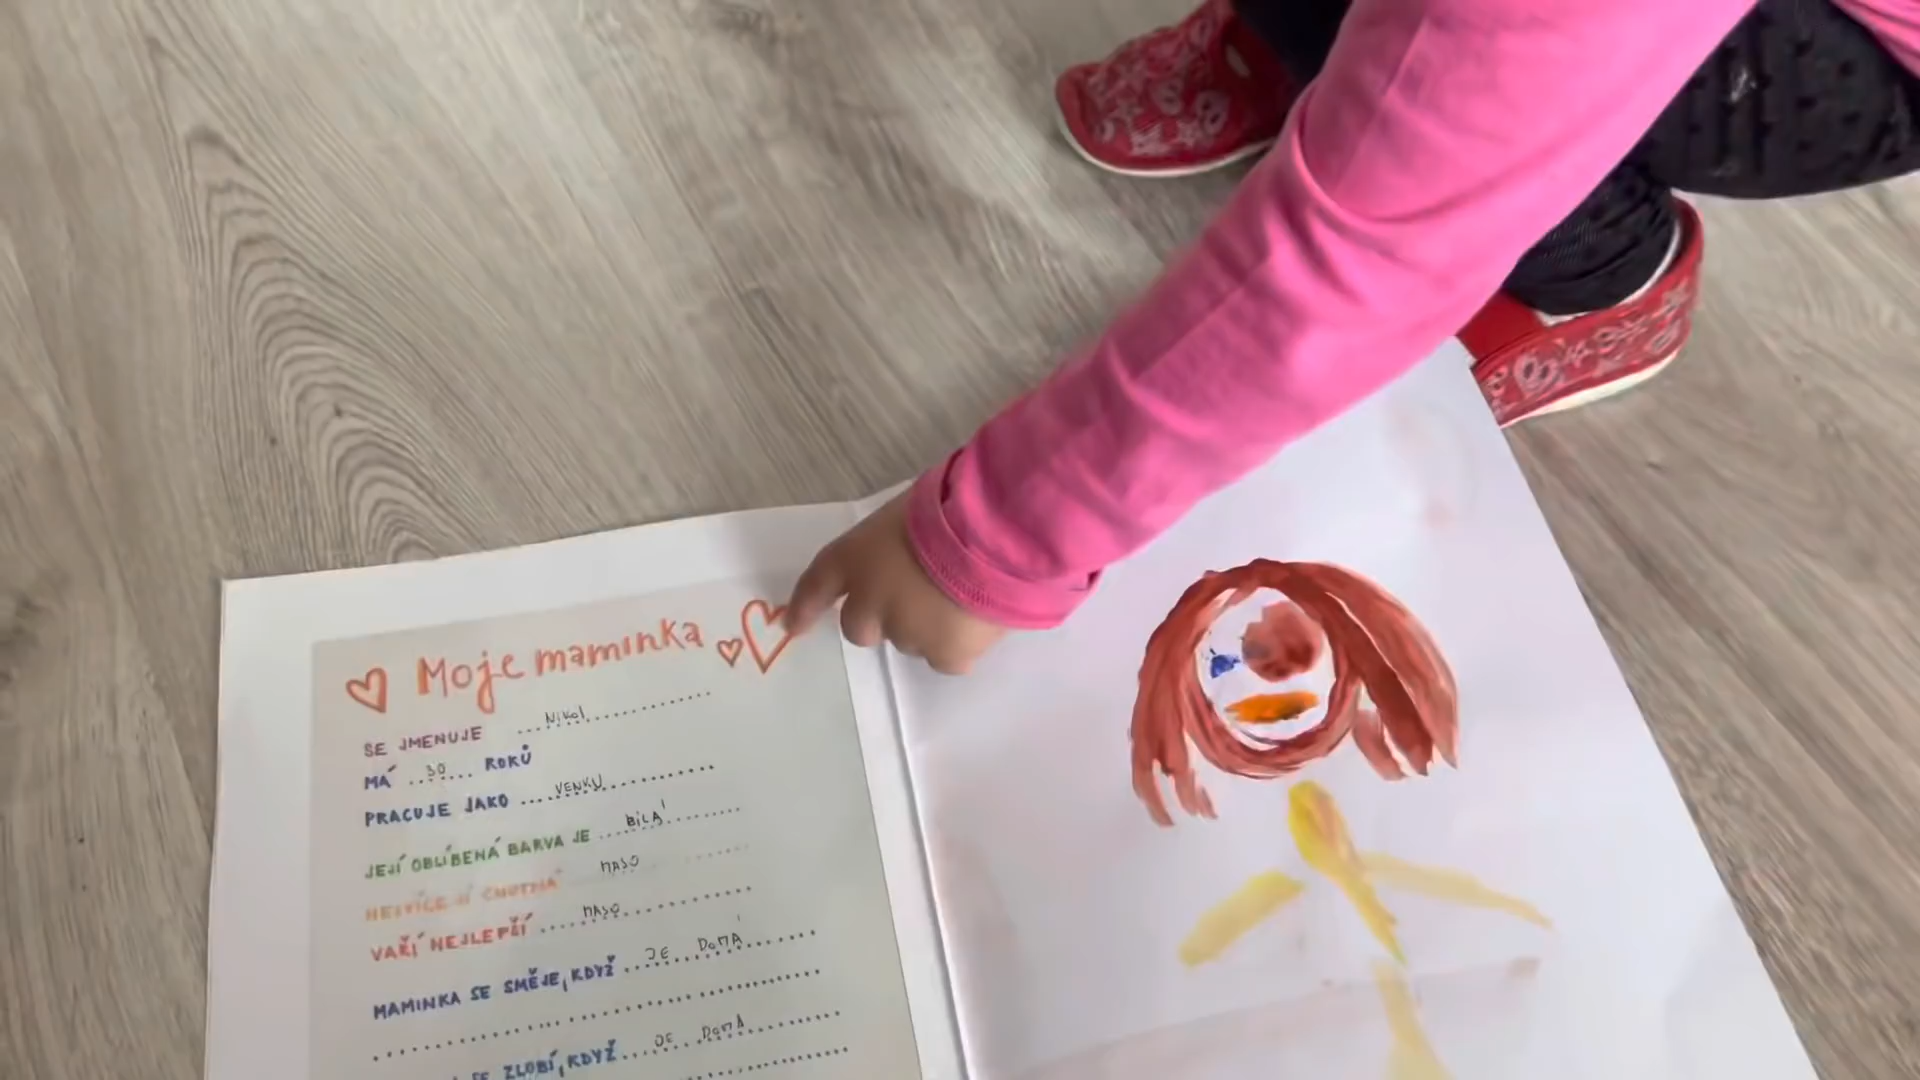 Moje maminka
SE JMENUJE ....Nikol...............
MÁ ..30.... ROKŮ
PRACUJE JAKO ....VENKU..............
JEJÍ OBLÍBENÁ BARVA JE ...BÍLÁ.........
NEJVÍCE JÍ CHUTNÁ MASO
VAŘÍ NEJLEPŠÍ .....MASO.............
MAMINKA SE SMĚJE, KDYŽ ...JE DOMA.........
SE ZLOBÍ, KDYŽ ...JE DOMA..........